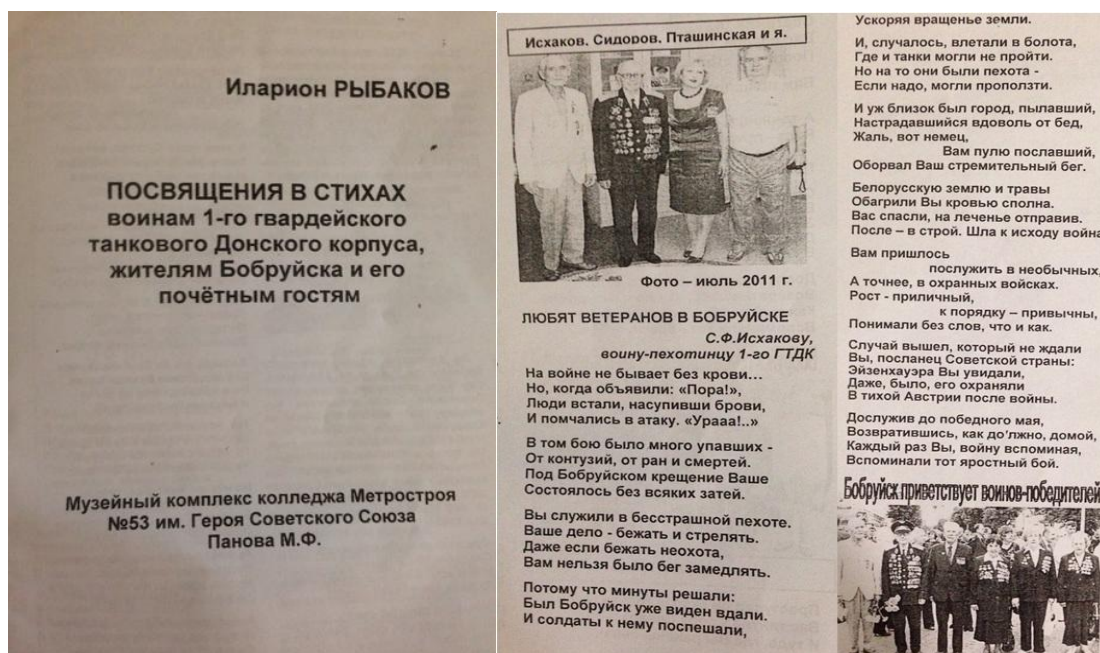 Иларион РЫБАКОВ
ПОСВЯЩЕНИЯ В СТИХАХ
воинам 1-го гвардейского
танкового Донского корпуса,
жителям Бобруйска и его
почётным гостям
Музейный комплекс колледжа Метростроя
№53 им. Героя Советского Союза
Панова М.Ф.
Исхаков. Сидоров. Пташинская и я.
Фото – июль 2011 г.
ЛЮБЯТ ВЕТЕРАНОВ В БОБРУЙСКЕ
С.Ф.Исхакову,
воину-пехотинцу 1-го ГТДК
На войне не бывает без крови…
Но, когда объявили: «Пора!»,
Люди встали, насупивши брови,
И помчались в атаку. «Урааа!..»
В том бою было много упавших -
От контузий, от ран и смертей.
Под Бобруйском крещение Ваше
Состоялось без всяких затей.
Вы служили в бесстрашной пехоте.
Ваше дело - бежать и стрелять.
Даже если бежать неохота,
Вам нельзя было бег замедлять.
Потому что минуты решали:
Был Бобруйск уже виден вдали.
И солдаты к нему поспешали,
Ускоряя вращенье земли.
И, случалось, влетали в болота,
Где и танки могли не пройти.
Но на то они были пехота -
Если надо, могли проползти.
И уж близок был город, пылавший,
Настрадавшийся вдоволь от бед,
Жаль, вот немец,
Вам пулю пославший,
Оборвал Ваш стремительный бег.
Белорусскую землю и травы
Обагрили Вы кровью сполна.
Вас спасли, на леченье отправив.
После – в строй. Шла к исходу война
Вам пришлось
послужить в необычных,
А точнее, в охранных войсках.
Рост - приличный,
к порядку – привычны,
Понимали без слов, что и как.
Случай вышел, который не ждали
Вы, посланец Советской страны:
Эйзенхауэра Вы увидали,
Даже, было, его охраняли
В тихой Австрии после войны.
Дослужив до победного мая,
Возвратившись, как до'лжно, домой,
Каждый раз Вы, войну вспоминая,
Вспоминали тот яростный бой.
Бобруйск приветствует воинов-победителей